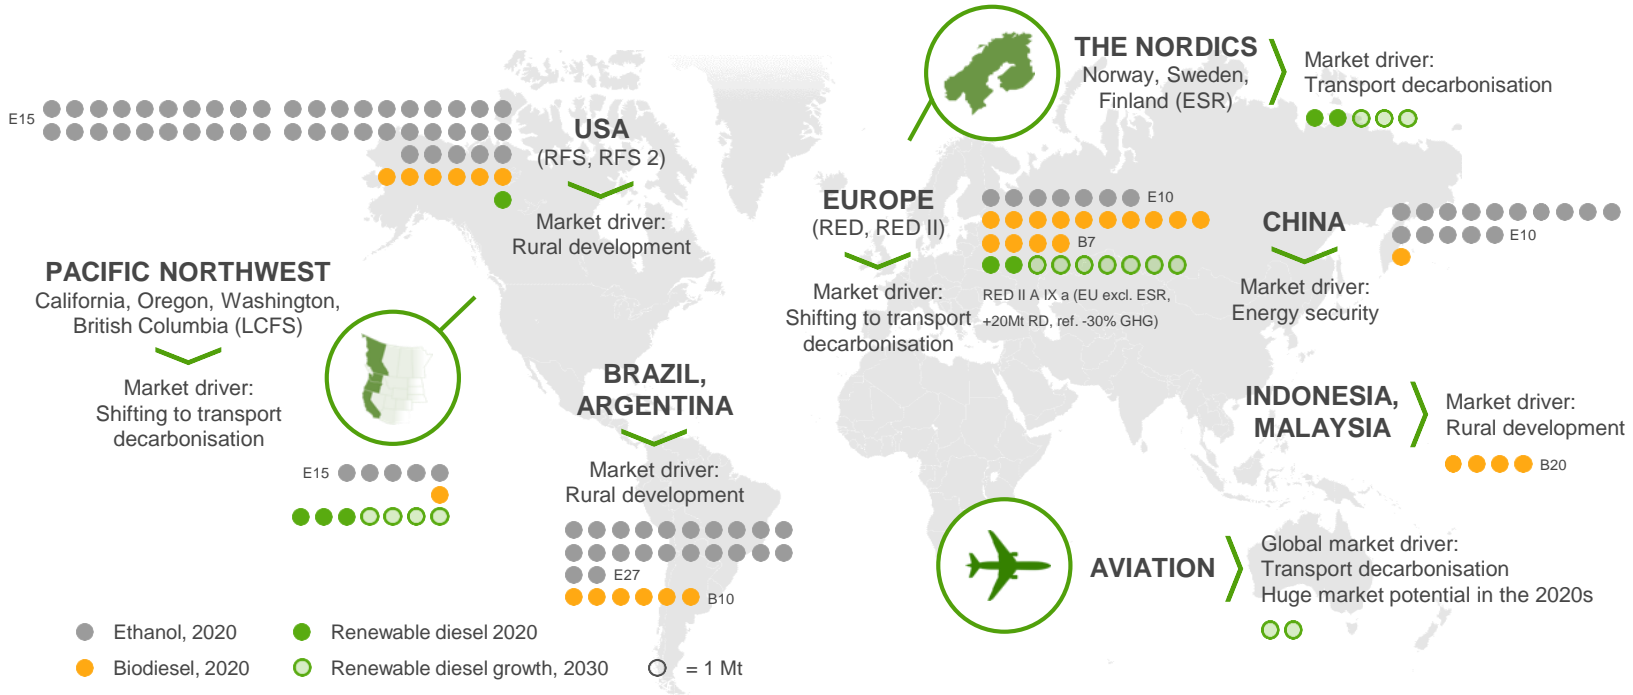 THE NORDICS
Norway, Sweden,
Finland (ESR)
Market driver:
Transport decarbonisation
E15
USA
(RFS, RFS 2)
Market driver:
Rural development
EUROPE
(RED, RED II)
Market driver:
Shifting to transport
decarbonisation
E10
B7
RED II A IX a (EU excl. ESR,
+20Mt RD, ref. -30% GHG)
CHINA
Market driver:
Energy security
E10
PACIFIC NORTHWEST
California, Oregon, Washington,
British Columbia (LCFS)
Market driver:
Shifting to transport
decarbonisation
E15
BRAZIL,
ARGENTINA
Market driver:
Rural development
E27
B10
INDONESIA,
MALAYSIA
Market driver:
Rural development
B20
AVIATION
Global market driver:
Transport decarbonisation
Huge market potential in the 2020s
Ethanol, 2020
Renewable diesel 2020
Biodiesel, 2020
Renewable diesel growth, 2030
= 1 Mt